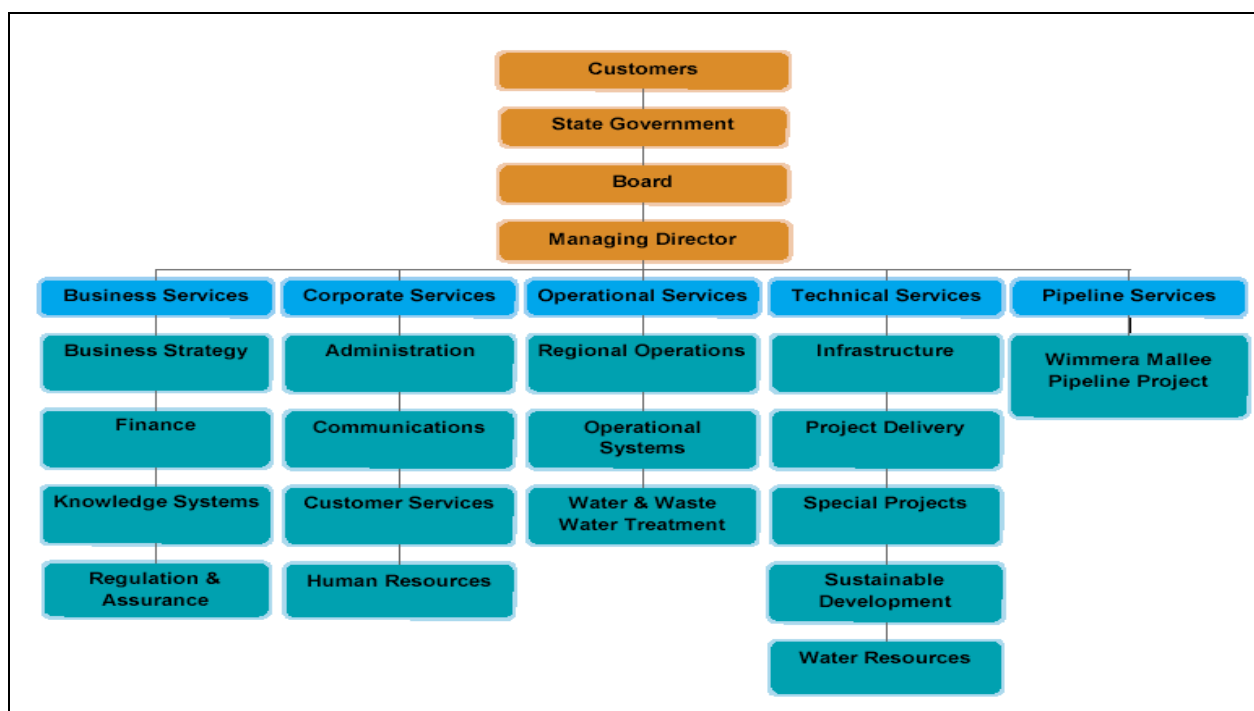 Customers
State Government
Board
Managing Director
Business Services
Business Strategy
Finance
Knowledge Systems
Regulation &
Assurance
Corporate Services
Administration
Communications
Customer Services
Human Resources
Operational Services
Regional Operations
Operational
Systems
Water & Waste
Water Treatment
Technical Services
Infrastructure
Project Delivery
Special Projects
Sustainable
Development
Water Resources
Pipeline Services
Wimmera Mallee
Pipeline Project